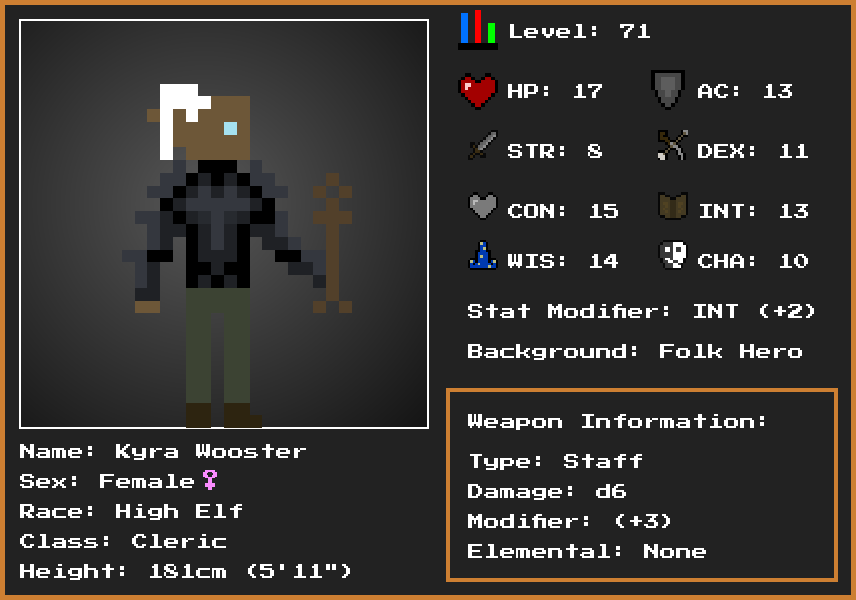 Level: 71
HP: 17
AC: 13
STR: 8
DEX: 11
CON: 15
INT: 13
WIS: 14
CHA: 10
Stat Modifier: INT (+2)
Background: Folk Hero
Weapon Information:
Type: Staff
Damage: d6
Modifier: (+3)
Elemental: None
Name: Kyra Wooster
Sex: Female♀
Race: High Elf
Class: Cleric
Height: 181cm (5'11")